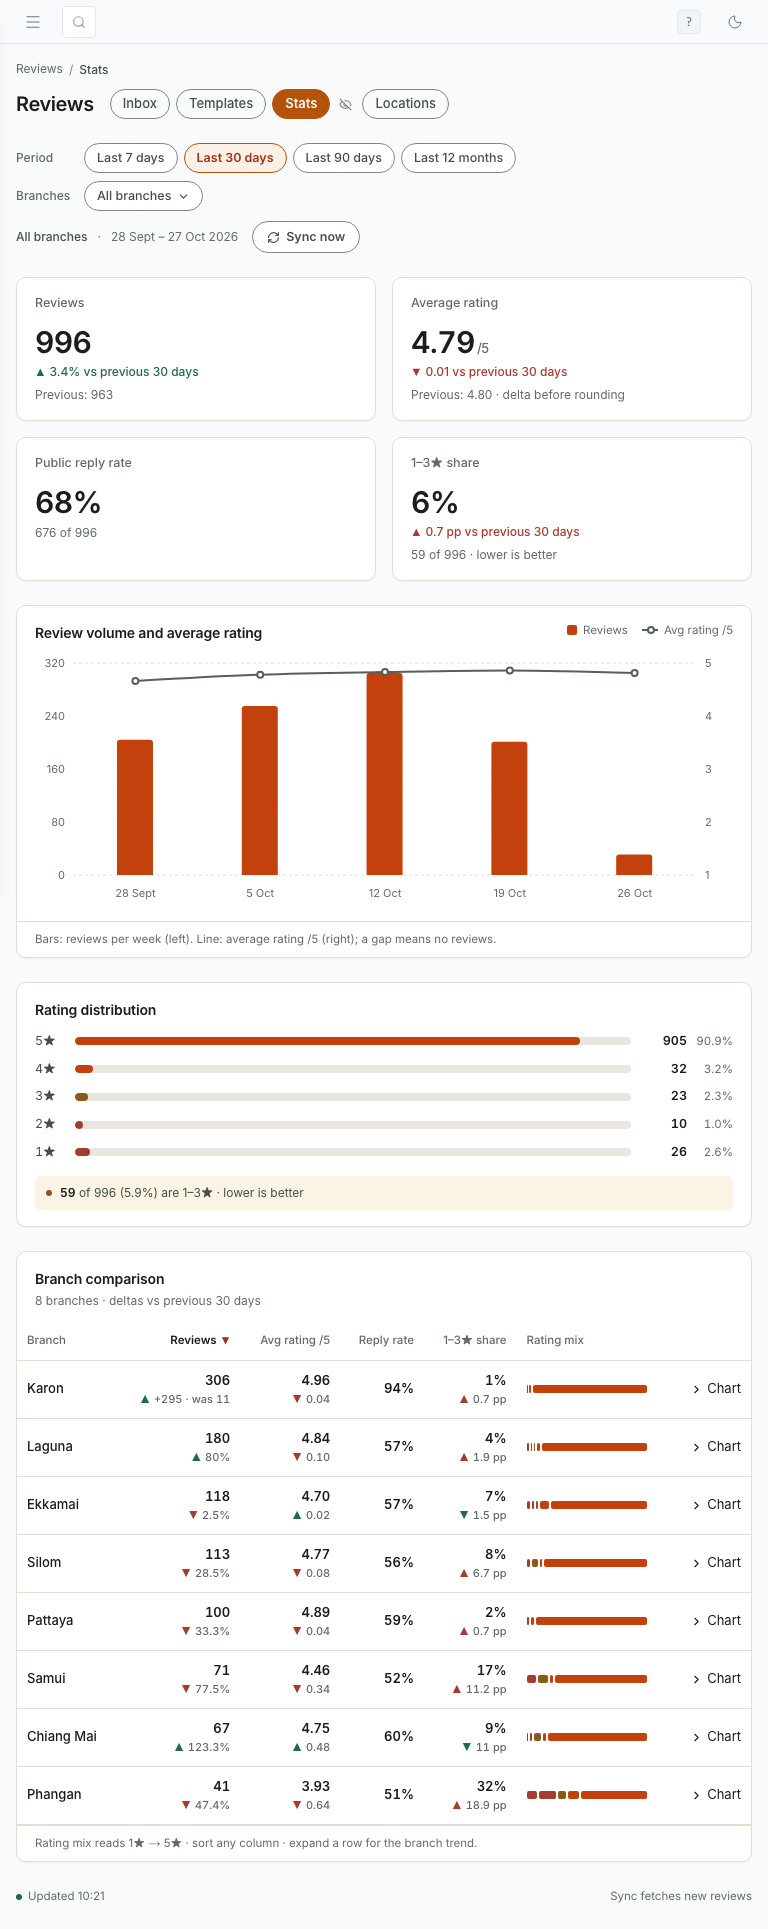 ?
Reviews / Stats
Reviews Inbox Templates Stats Locations
Period Last 7 days Last 30 days Last 90 days Last 12 months
Branches All branches
All branches · 28 Sept – 27 Oct 2026 Sync now
Reviews
996
▲ 3.4% vs previous 30 days
Previous: 963
Average rating
4.79 /5
▼ 0.01 vs previous 30 days
Previous: 4.80 · delta before rounding
Public reply rate
68%
676 of 996
1–3★ share
6%
▲ 0.7 pp vs previous 30 days
59 of 996 · lower is better
Review volume and average rating
Reviews Avg rating /5
320 5
240 4
160 3
80 2
0 1
28 Sept 5 Oct 12 Oct 19 Oct 26 Oct
Bars: reviews per week (left). Line: average rating /5 (right); a gap means no reviews.
Rating distribution
5★ 905 90.9%
4★ 32 3.2%
3★ 23 2.3%
2★ 10 1.0%
1★ 26 2.6%
59 of 996 (5.9%) are 1–3★ · lower is better
Branch comparison
8 branches · deltas vs previous 30 days
Branch Reviews ▼ Avg rating /5 Reply rate 1–3★ share Rating mix
Karon 306 4.96 94% 1% Chart
▲ +295 · was 11 ▼ 0.04 ▲ 0.7 pp
Laguna 180 4.84 57% 4% Chart
▲ 80% ▼ 0.10 ▲ 1.9 pp
Ekkamai 118 4.70 57% 7% Chart
▼ 2.5% ▲ 0.02 ▼ 1.5 pp
Silom 113 4.77 56% 8% Chart
▼ 28.5% ▼ 0.08 ▲ 6.7 pp
Pattaya 100 4.89 59% 2% Chart
▼ 33.3% ▼ 0.04 ▲ 0.7 pp
Samui 71 4.46 52% 17% Chart
▼ 77.5% ▼ 0.34 ▲ 11.2 pp
Chiang Mai 67 4.75 60% 9% Chart
▲ 123.3% ▲ 0.48 ▼ 11 pp
Phangan 41 3.93 51% 32% Chart
▼ 47.4% ▼ 0.64 ▲ 18.9 pp
Rating mix reads 1★ → 5★ · sort any column · expand a row for the branch trend.
Updated 10:21 Sync fetches new reviews